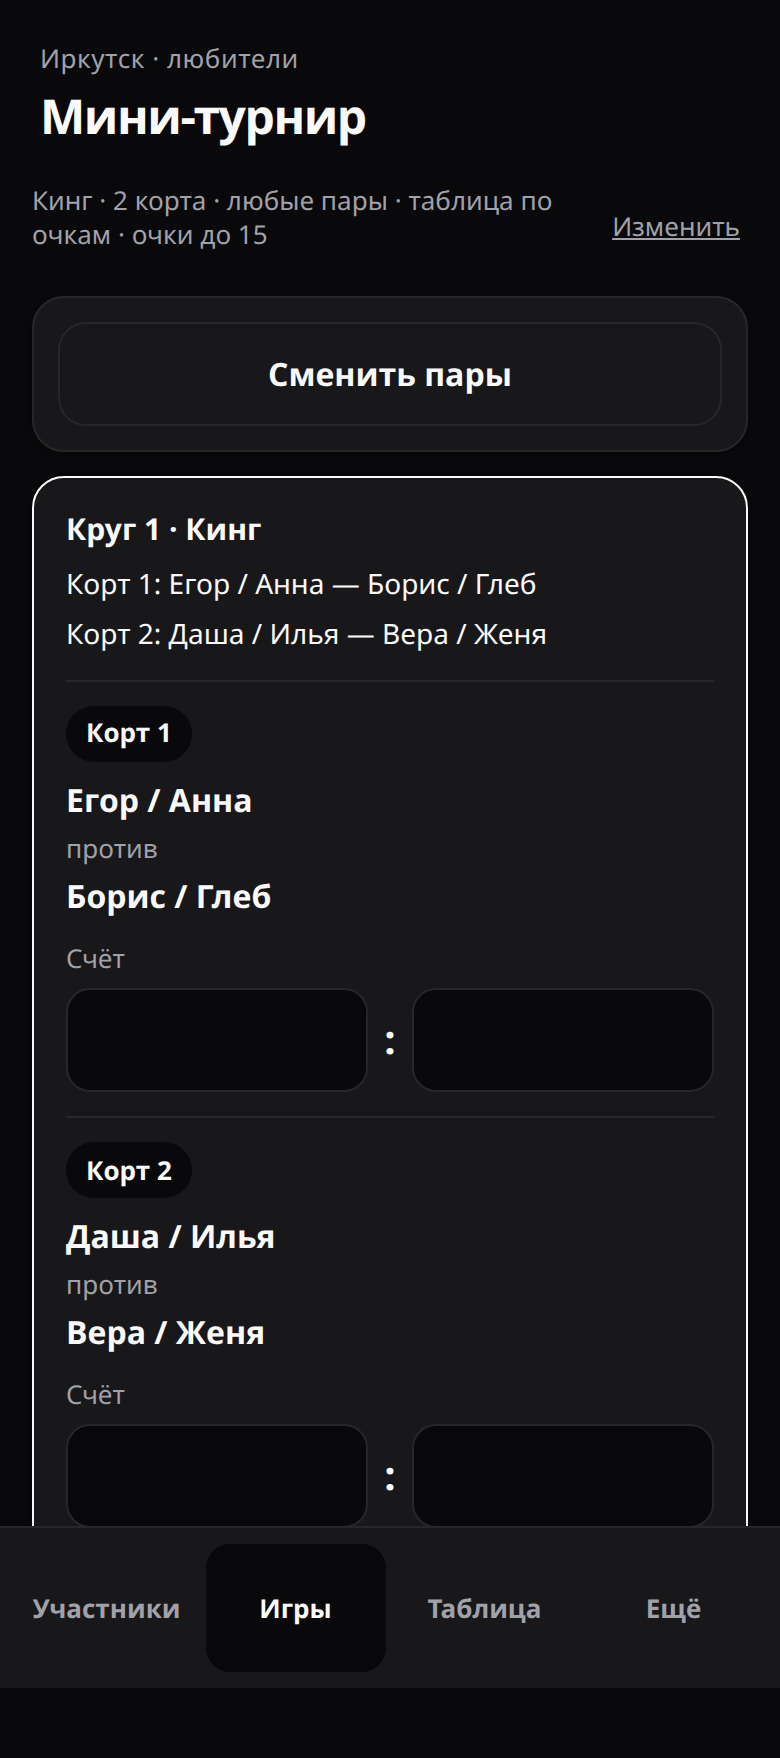 Иркутск · любители
Мини-турнир
Кинг · 2 корта · любые пары · таблица по
очкам · очки до 15
Изменить
Сменить пары
Круг 1 · Кинг
Корт 1: Егор / Анна — Борис / Глеб
Корт 2: Даша / Илья — Вера / Женя
Корт 1
Егор / Анна
против
Борис / Глеб
Счёт
:
Корт 2
Даша / Илья
против
Вера / Женя
Счёт
:
Участники
Игры
Таблица
Ещё